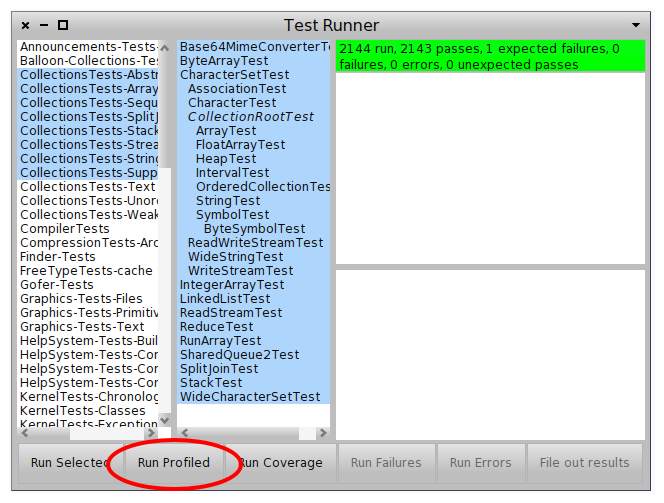 Test Runner
Announcements-Tests-
Balloon-Collections-Tes
CollectionsTests-Abstr
CollectionsTests-Array
CollectionsTests-Sequ
CollectionsTests-SplitJ
CollectionsTests-Stack
CollectionsTests-Strea
CollectionsTests-String
CollectionsTests-Supp
CollectionsTests-Text
CollectionsTests-Unor
CollectionsTests-Weak
CompilerTests
CompressionTests-Arc
Finder-Tests
FreeTypeTests-cache
Gofer-Tests
Graphics-Tests-Files
Graphics-Tests-Primitiv
Graphics-Tests-Text
HelpSystem-Tests-Buil
HelpSystem-Tests-Cor
HelpSystem-Tests-Cor
HelpSystem-Tests-Cor
KernelTests-Chronolog
KernelTests-Classes
KernelTests-Exception
Base64MimeConverterTe
ByteArrayTest
CharacterSetTest
AssociationTest
CharacterTest
CollectionRootTest
ArrayTest
FloatArrayTest
HeapTest
IntervalTest
OrderedCollectionTes
StringTest
SymbolTest
ByteSymbolTest
ReadWriteStreamTest
WideStringTest
WriteStreamTest
IntegerArrayTest
LinkedListTest
ReadStreamTest
ReduceTest
RunArrayTest
SharedQueue2Test
SplitJoinTest
StackTest
WideCharacterSetTest
2144 run, 2143 passes, 1 expected failures, 0
failures, 0 errors, 0 unexpected passes
Run Selected
Run Profiled
Run Coverage
Run Failures
Run Errors
File out results